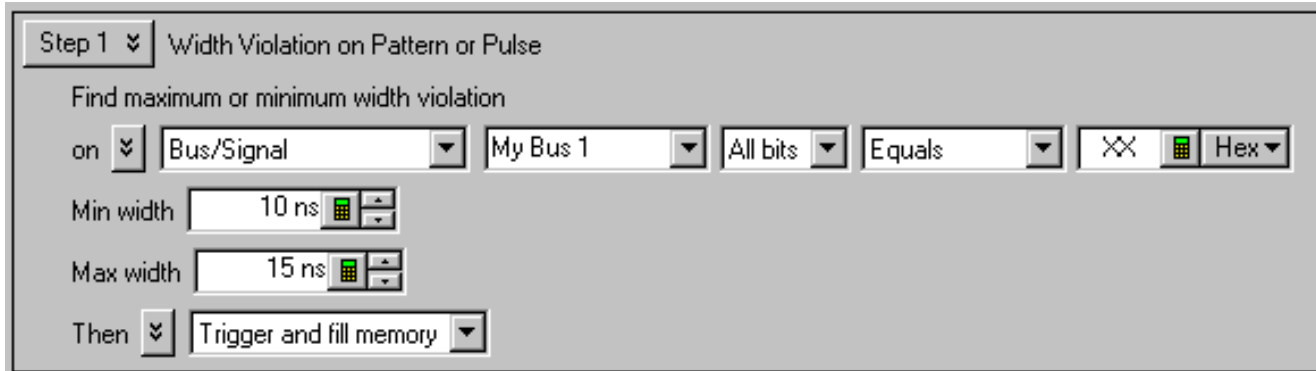 Step 1 Width Violation on Pattern or Pulse
Find maximum or minimum width violation
on Bus/Signal My Bus 1 All bits Equals XX Hex
Min width 10 ns
Max width 15 ns
Then Trigger and fill memory